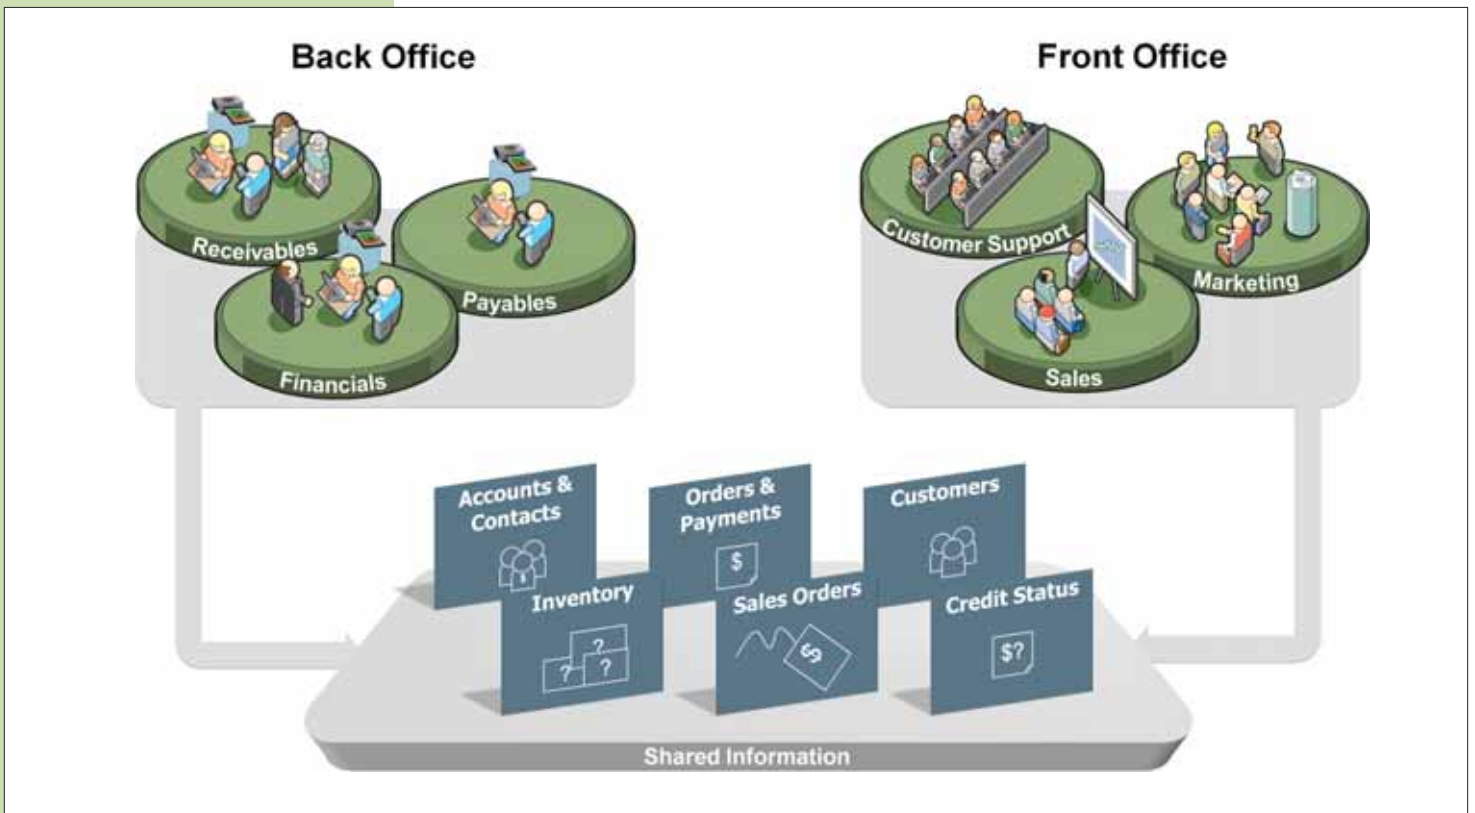 Back Office
Front Office
Receivables
Payables
Financials
Customer Support
Marketing
Sales
Accounts &
Contacts
$
Orders &
Payments
$
Customers
Inventory
?
? ?
Sales Orders
$
Credit Status
$?
Shared Information